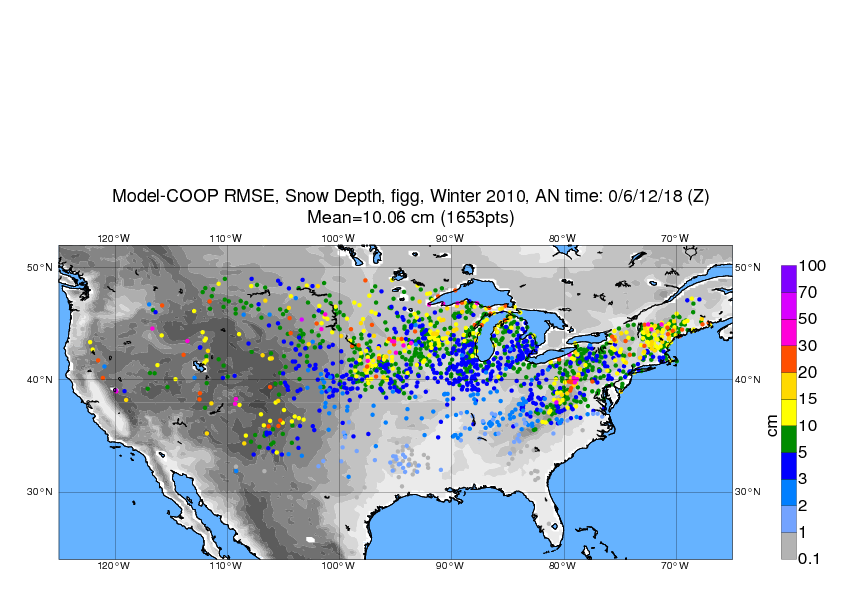 Model-COOP RMSE, Snow Depth, figg, Winter 2010, AN time: 0/6/12/18 (Z)
Mean=10.06 cm (1653pts)
120°W 110°W 100°W 90°W 80°W 70°W
50°N 50°N
40°N 40°N
30°N 30°N
120°W 110°W 100°W 90°W 80°W 70°W
100
70
50
30
20
15
10
5
3
2
1
0.1
cm